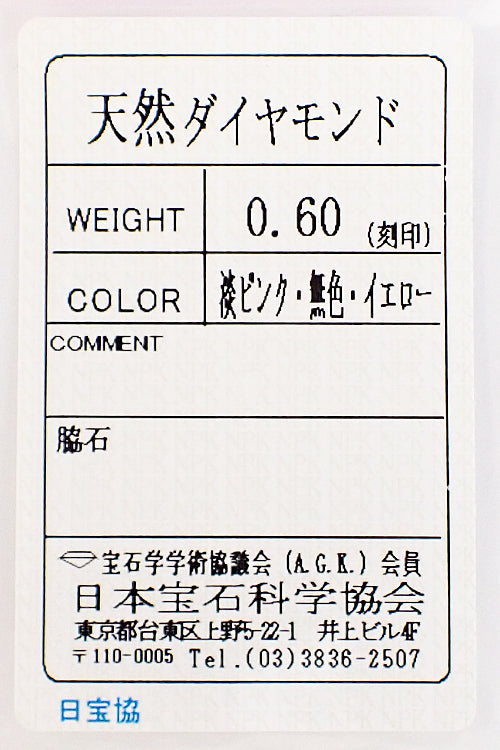 天然ダイヤモンド
WEIGHT 0.60 (刻印)
COLOR 淡ピンク・無色・イエロー
COMMENT
脇石
宝石学学術協議会 (A.G.K.) 会員
日本宝石科学協会
東京都台東区上野5-22-1 井上ビル4F
〒110-0005 Tel.(03)3836-2507
日宝協